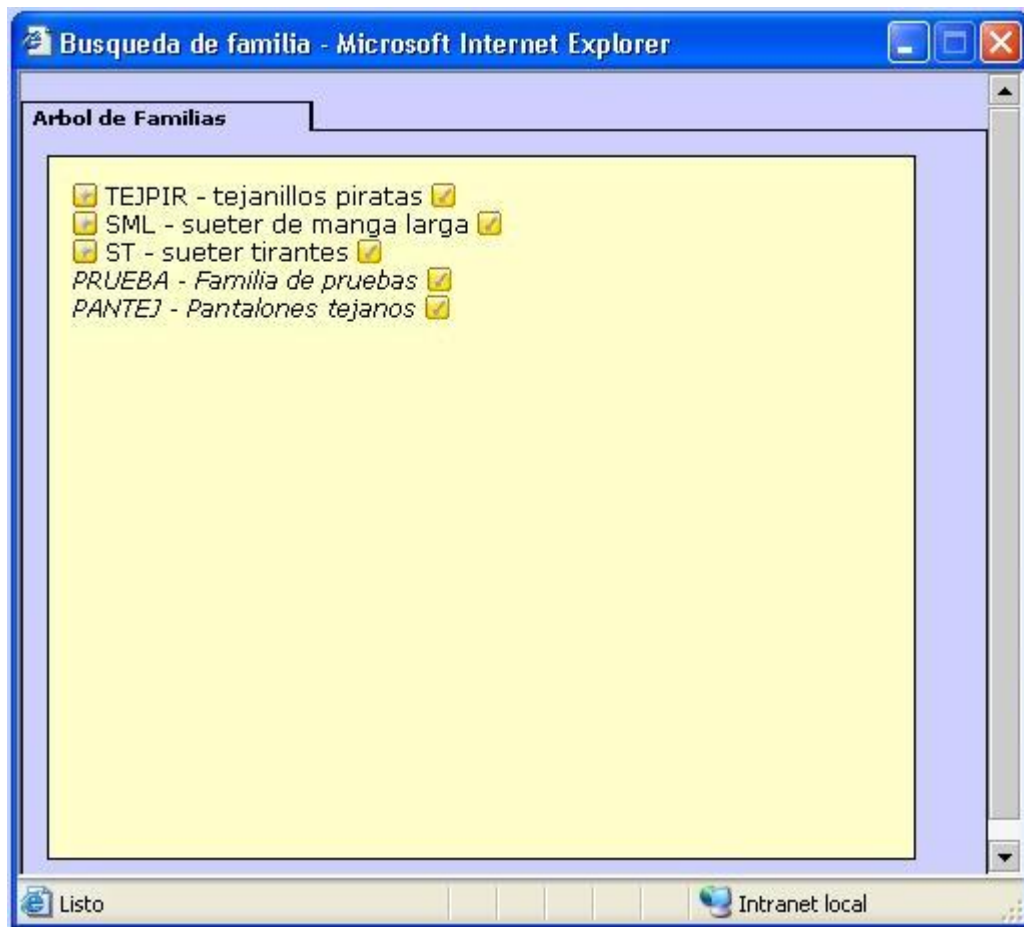 Busqueda de familia - Microsoft Internet Explorer
Arbol de Familias
TEJPIR - tejanillos piratas
SML - sueter de manga larga
ST - sueter tirantes
PRUEBA - Familia de pruebas
PANTEJ - Pantalones tejanos
Listo
Intranet local